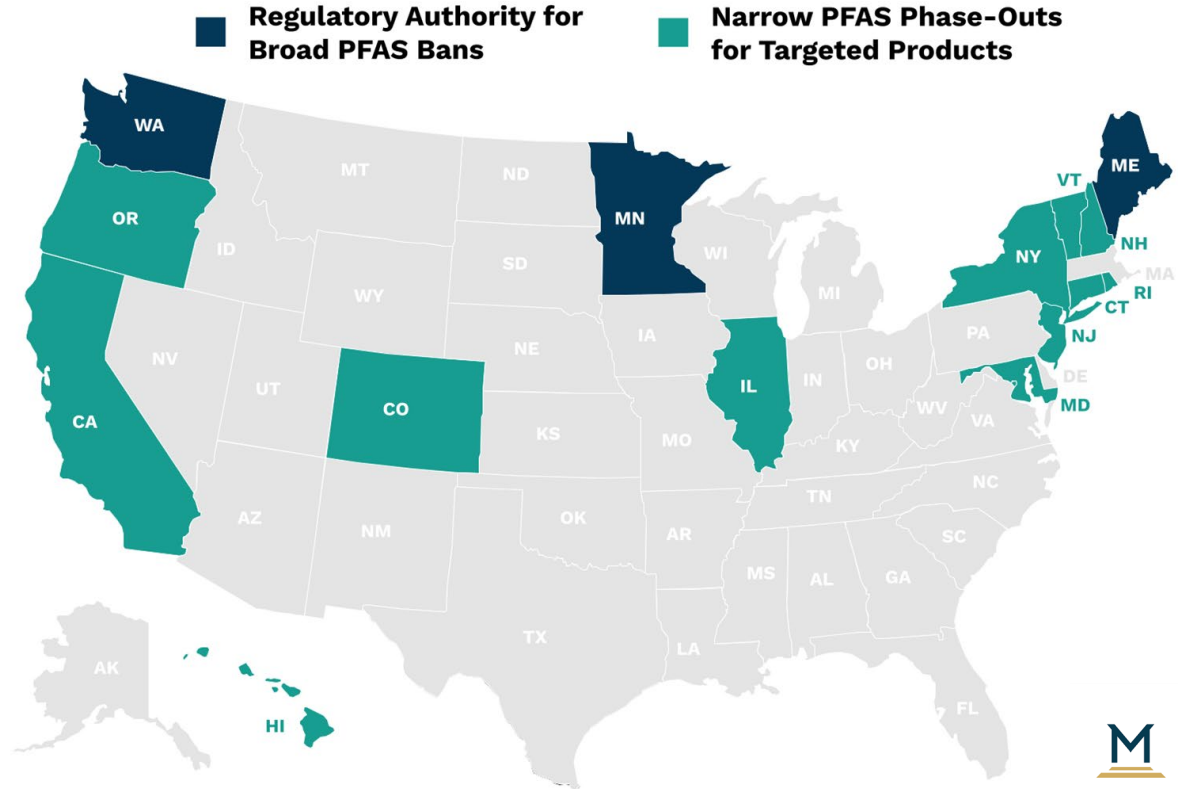 Regulatory Authority for
Broad PFAS Bans
Narrow PFAS Phase-Outs
for Targeted Products
WA
MT
ND
MN
ME
VT
OR
ID
SD
WI
NY
NH
MA
WY
MI
RI
CT
IA
PA
NJ
NV
NE
OH
UT
IL
IN
DE
CO
MD
CA
WV
VA
KS
MO
KY
NC
TN
AZ
NM
OK
AR
SC
MS
AL
GA
TX
LA
AK
FL
HI
M